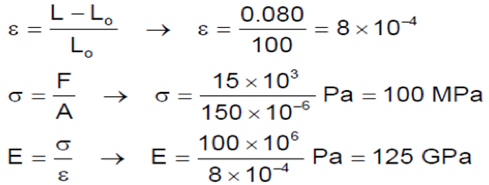 ε = (L − L₀)/L₀ → ε = 0.080/100 = 8 × 10⁻⁴
σ = F/A → σ = (15 × 10³)/(150 × 10⁻⁶) Pa = 100 MPa
E = σ/ε → E = (100 × 10⁶)/(8 × 10⁻⁴) Pa = 125 GPa